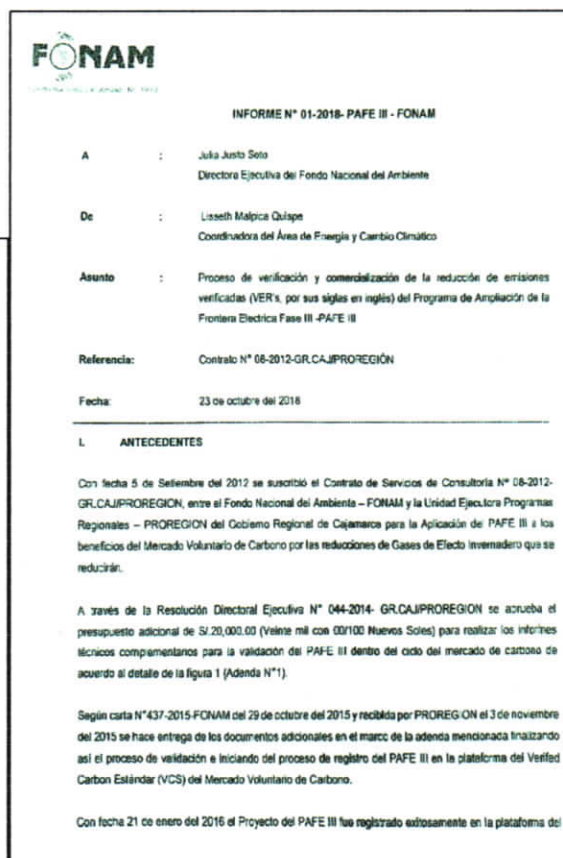 FONAM
INFORME N° 01-2018- PAFE III - FONAM
A : Julia Justo Soto
Directora Ejecutiva del Fondo Nacional del Ambiente
De : Lisseth Malpica Quispe
Coordinadora del Área de Energía y Cambio Climático
Asunto : Proceso de verificación y comercialización de la reducción de emisiones
verificadas (VER's, por sus siglas en inglés) del Programa de Ampliación de la
Frontera Electrica Fase III -PAFE III
Referencia: Contrato N° 08-2012-GR.CAJ/PROREGIÓN
Fecha: 23 de octubre del 2018
I. ANTECEDENTES
Con fecha 5 de Setiembre del 2012 se suscribió el Contrato de Servicios de Consultoría N° 08-2012-
GR.CAJ/PROREGION, entre el Fondo Nacional del Ambiente – FONAM y la Unidad Ejecutora Programas
Regionales – PROREGION del Gobierno Regional de Cajamarca para la Aplicación del PAFE III a los
beneficios del Mercado Voluntario de Carbono por las reducciones de Gases de Efecto Invernadero que se
reducirán.
A través de la Resolución Directoral Ejecutiva N° 044-2014- GR.CAJ/PROREGION se aprueba el
presupuesto adicional de S/.20,000.00 (Veinte mil con 00/100 Nuevos Soles) para realizar los informes
técnicos complementarios para la validación del PAFE III dentro del ciclo del mercado de carbono de
acuerdo al detalle de la figura 1 (Adenda N°1).
Según carta N°437-2015-FONAM del 29 de octubre del 2015 y recibida por PROREGION el 3 de noviembre
del 2015 se hace entrega de los documentos adicionales en el marco de la adenda mencionada finalizando
así el proceso de validación e iniciando del proceso de registro del PAFE III en la plataforma del Verified
Carbon Estándar (VCS) del Mercado Voluntario de Carbono.
Con fecha 21 de enero del 2016 el Proyecto del PAFE III fue registrado exitosamente en la plataforma del